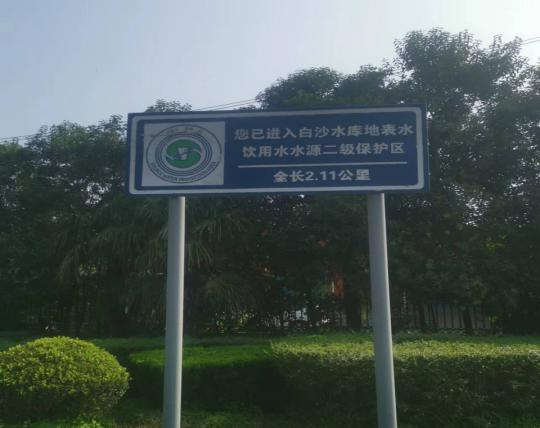 您已进入白沙水库地表水
饮用水水源二级保护区
全长2.11公里